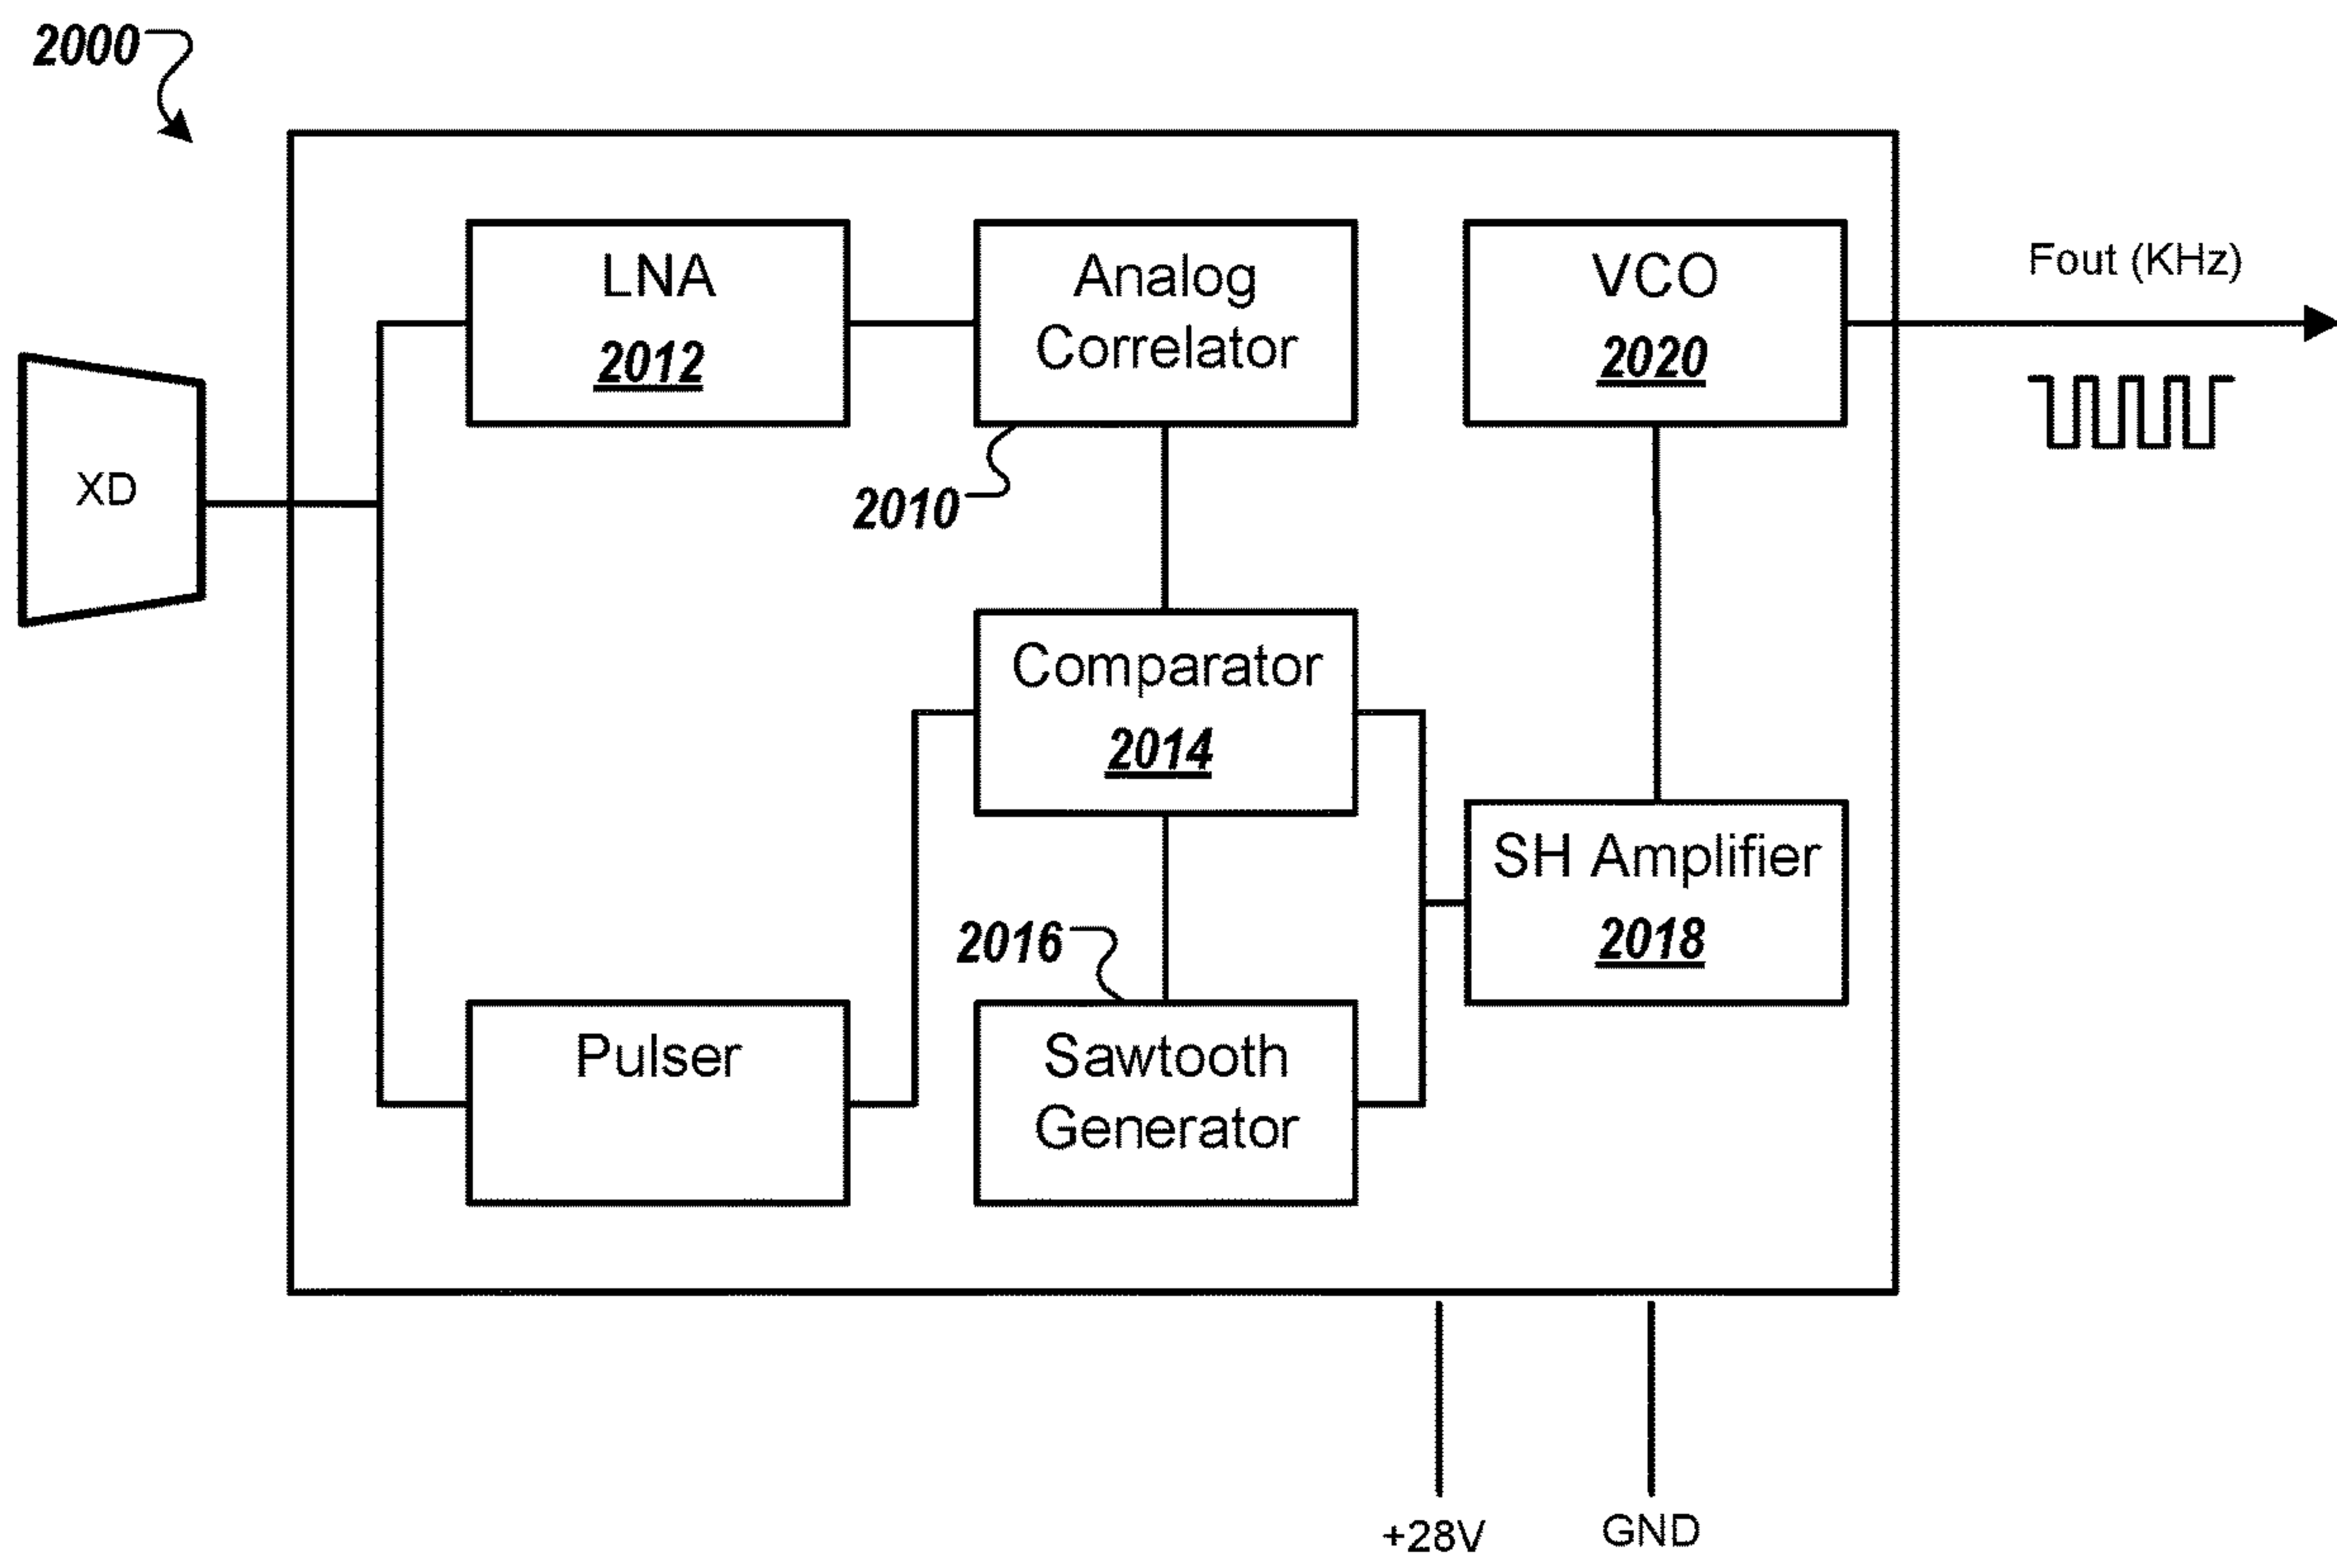 2000
LNA
2012
Analog
Correlator
2010
VCO
2020
Fout (KHz)
XD
Comparator
2014
SH Amplifier
2018
2016
Pulser
Sawtooth
Generator
+28V
GND